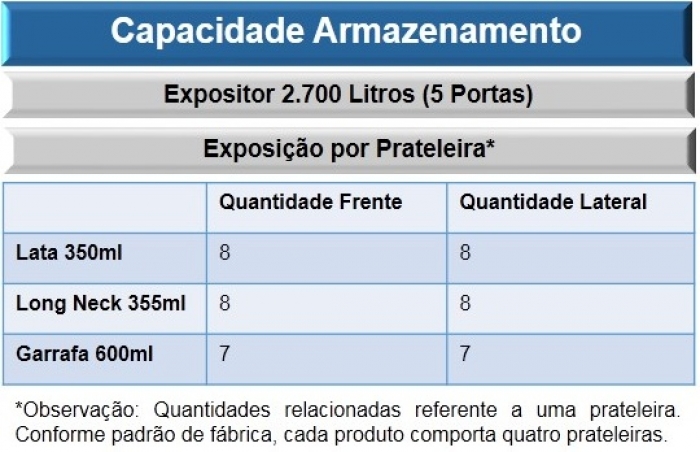 Capacidade Armazenamento
Expositor 2.700 Litros (5 Portas)
Exposição por Prateleira*
Quantidade Frente Quantidade Lateral
Lata 350ml 8 8
Long Neck 355ml 8 8
Garrafa 600ml 7 7
*Observação: Quantidades relacionadas referente a uma prateleira.
Conforme padrão de fábrica, cada produto comporta quatro prateleiras.